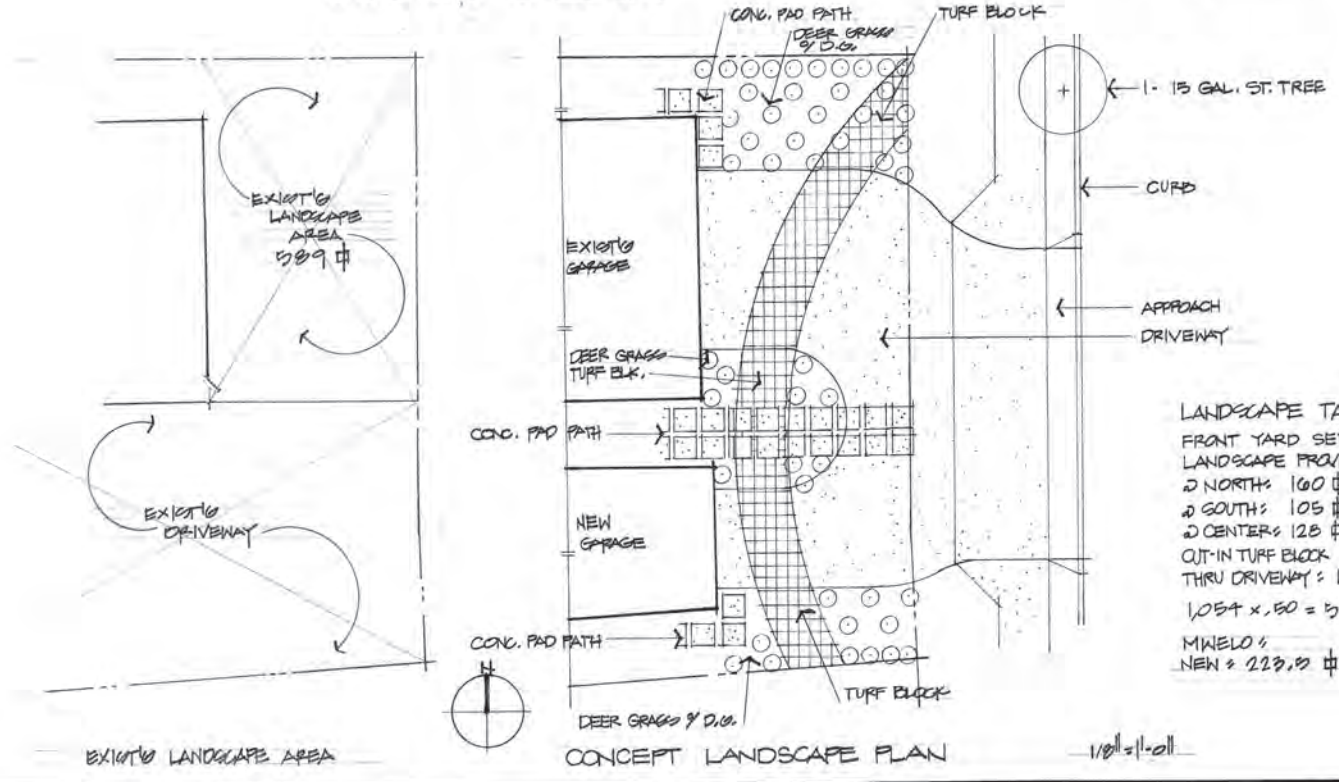 EXIST'G
LANDSCAPE
AREA
589 ⏍
EXIST'G
DRIVEWAY
EXIST'G LANDSCAPE AREA
CONC. PAD PATH
DEER GRASS
% D.G.
TURF BLOCK
1- 15 GAL. ST. TREE
CURB
EXIST'G
GARAGE
APPROACH
DRIVEWAY
DEER GRASS
TURF BLK.
CONC. PAD PATH
NEW
GARAGE
CONC. PAD PATH
N
DEER GRASS % D.G.
TURF BLOCK
CONCEPT LANDSCAPE PLAN
1/8"=1'-0"
LANDSCAPE TA
FRONT YARD SE
LANDSCAPE PROV
@ NORTH: 160
@ SOUTH: 105
@ CENTER: 128
CUT-IN TURF BLOCK
THRU DRIVEWAY: 1
1,054 x .50 = 5
MWELO:
NEW: 223.5